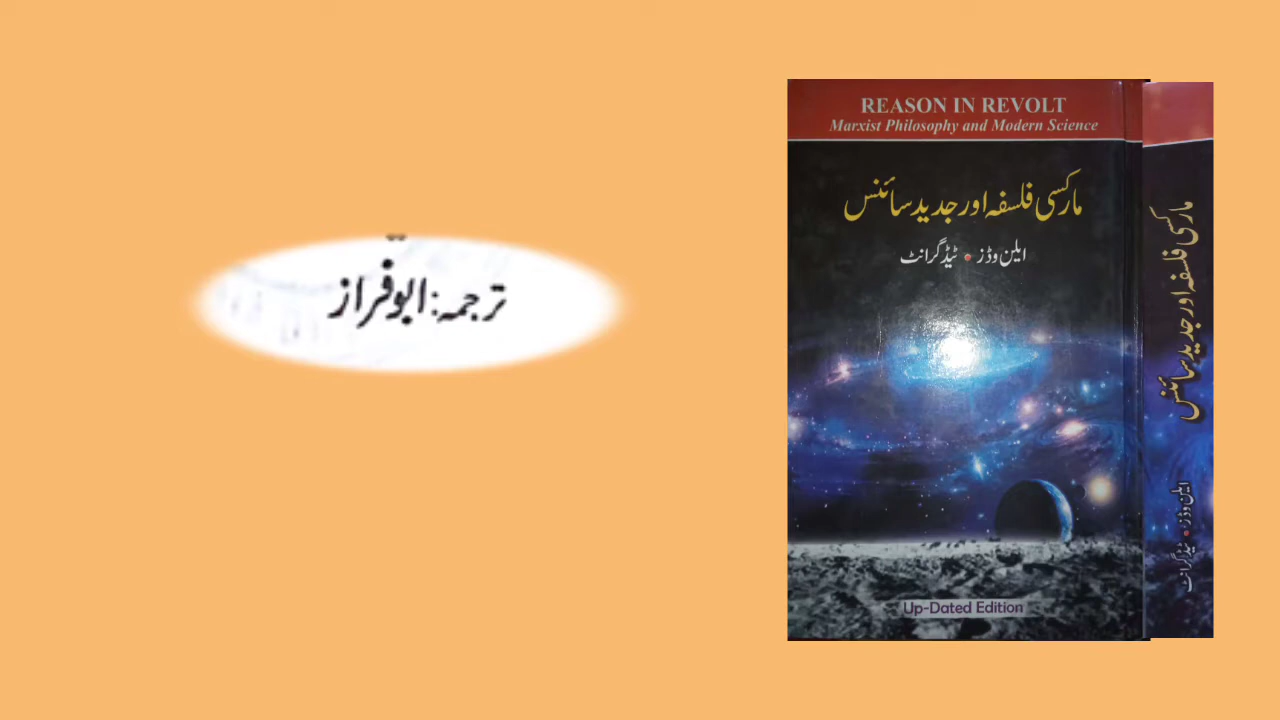 ترجمہ: ابو فراز
REASON IN REVOLT
Marxist Philosophy and Modern Science
مارکسی فلسفہ اور جدید سائنس
ایلن وڈز • ٹیڈ گرانٹ
Up-Dated Edition
مارکسی فلسفہ اور جدید سائنس
ایلن وڈز • ٹیڈ گرانٹ